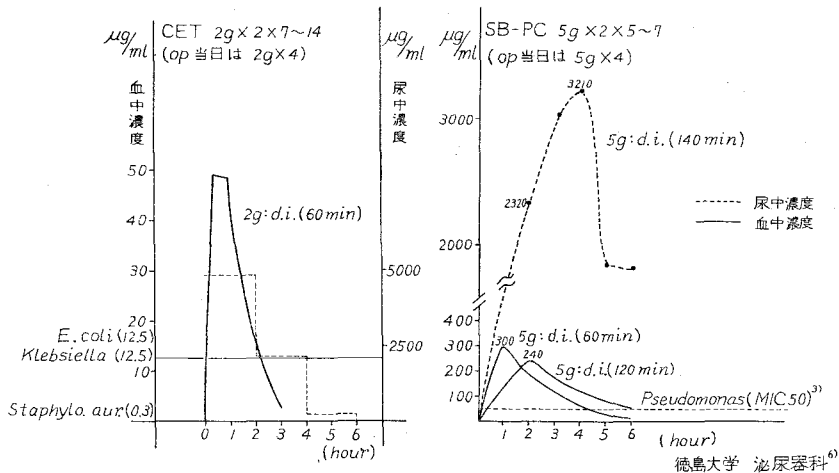 CET 2g×2×7~14
(op当日は 2g×4)
μg/ml
血中濃度
50
40
30
20
10
E.coli(12.5)
Klebsiella(12.5)
Staphylo.aur(0.3)
2g:d.i.(60min)
0 1 2 3 4 5 6
(hour)
μg/ml
尿中濃度
5000
2500
SB-PC 5g×2×5~7
(op当日は 5g×4)
μg/ml
3000
2000
400
300
200
100
3210
2320
5g:d.i.(140min)
尿中濃度
血中濃度
300
5g:d.i.(60min)
240
5g:d.i.(120min)
Pseudomonas(MIC50)3)
1 2 3 4 5 6
(hour)
徳島大学 泌尿器科6)